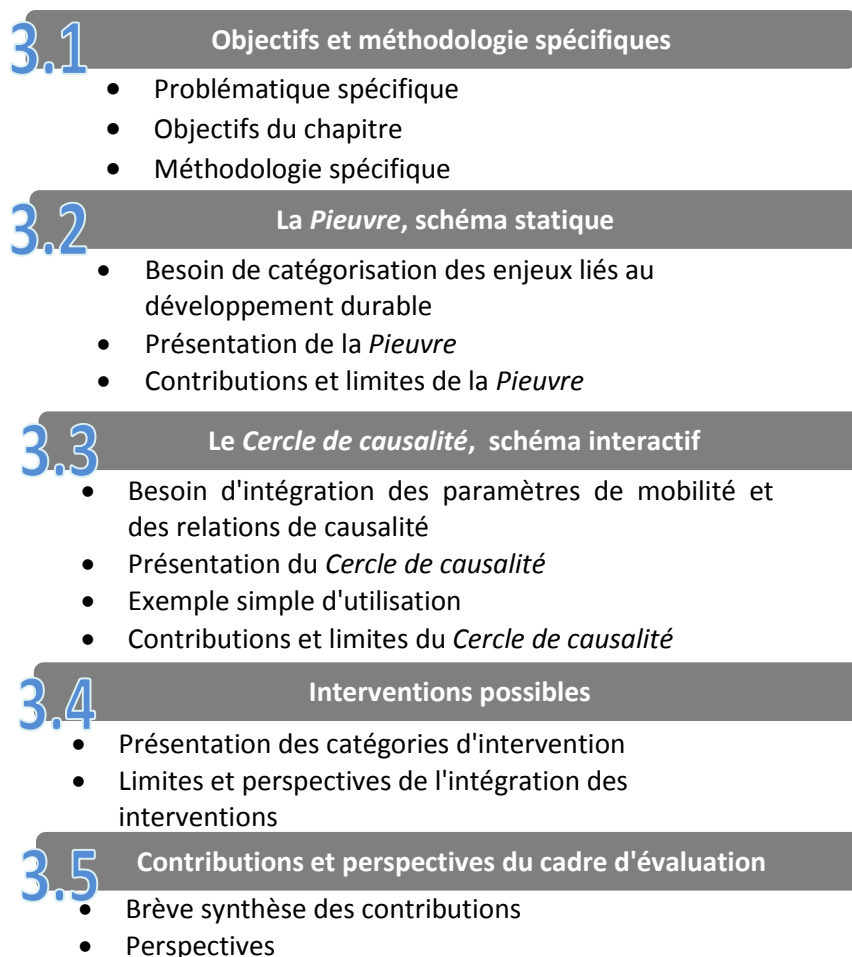 3.1 Objectifs et méthodologie spécifiques
• Problématique spécifique
• Objectifs du chapitre
• Méthodologie spécifique
3.2 La Pieuvre, schéma statique
• Besoin de catégorisation des enjeux liés au
développement durable
• Présentation de la Pieuvre
• Contributions et limites de la Pieuvre
3.3 Le Cercle de causalité, schéma interactif
• Besoin d'intégration des paramètres de mobilité et
des relations de causalité
• Présentation du Cercle de causalité
• Exemple simple d'utilisation
• Contributions et limites du Cercle de causalité
3.4 Interventions possibles
• Présentation des catégories d'intervention
• Limites et perspectives de l'intégration des
interventions
3.5 Contributions et perspectives du cadre d'évaluation
• Brève synthèse des contributions
• Perspectives